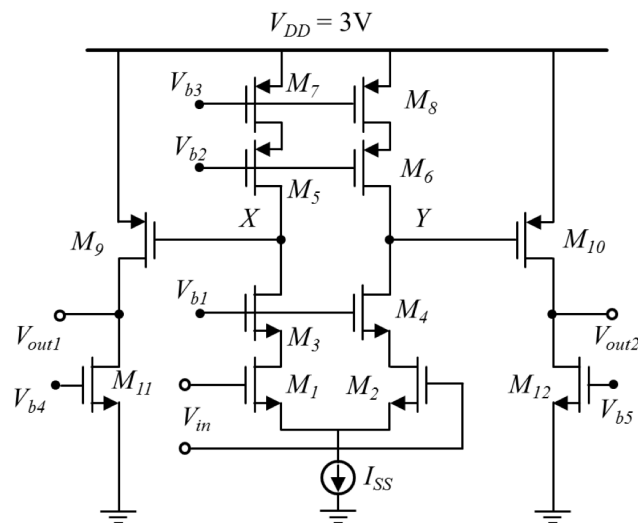 V_DD = 3V
V_b3
M_7
M_8
V_b2
M_5
M_6
X
Y
M_9
M_10
V_b1
M_3
M_4
V_out1
V_out2
V_b4
M_11
M_1
M_2
M_12
V_b5
V_in
I_SS